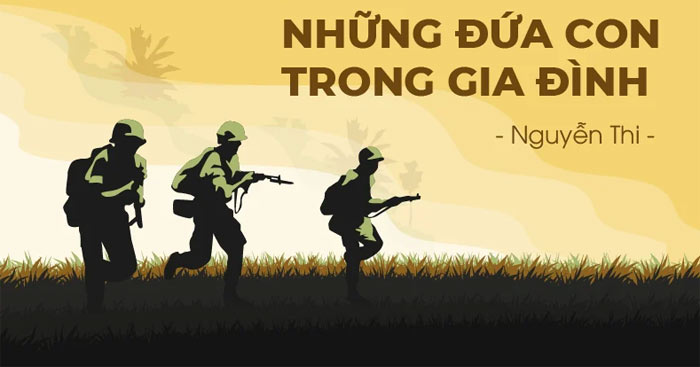 NHỮNG ĐỨA CON
TRONG GIA ĐÌNH
- Nguyễn Thi -